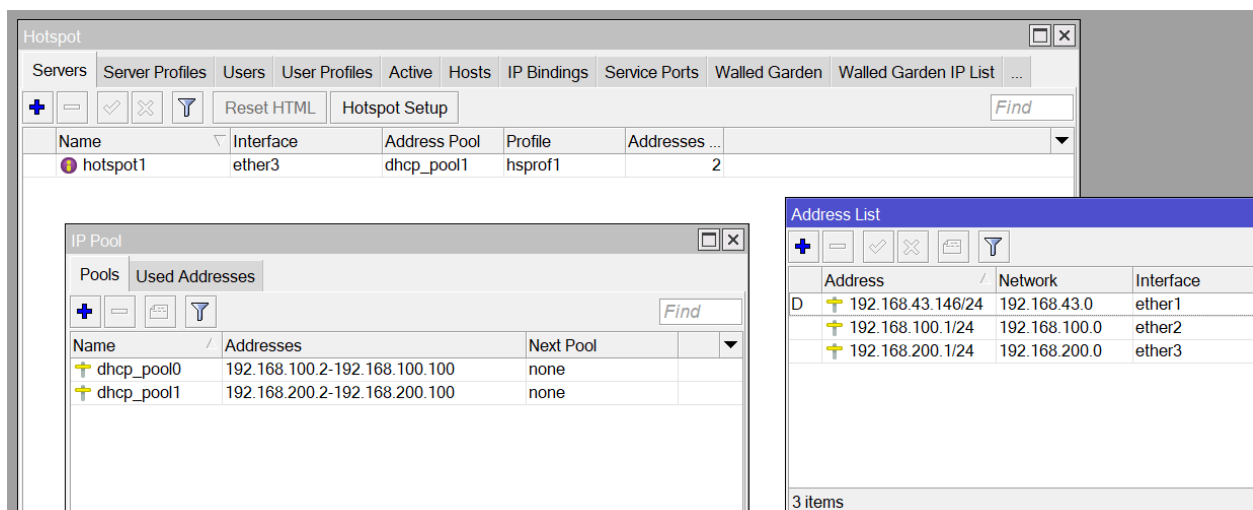 Hotspot
Servers Server Profiles Users User Profiles Active Hosts IP Bindings Service Ports Walled Garden Walled Garden IP List ...
Reset HTML Hotspot Setup Find
Name Interface Address Pool Profile Addresses ...
hotspot1 ether3 dhcp_pool1 hsprof1 2
IP Pool
Pools Used Addresses
Find
Name Addresses Next Pool
dhcp_pool0 192.168.100.2-192.168.100.100 none
dhcp_pool1 192.168.200.2-192.168.200.100 none
Address List
Address Network Interface
D 192.168.43.146/24 192.168.43.0 ether1
192.168.100.1/24 192.168.100.0 ether2
192.168.200.1/24 192.168.200.0 ether3
3 items